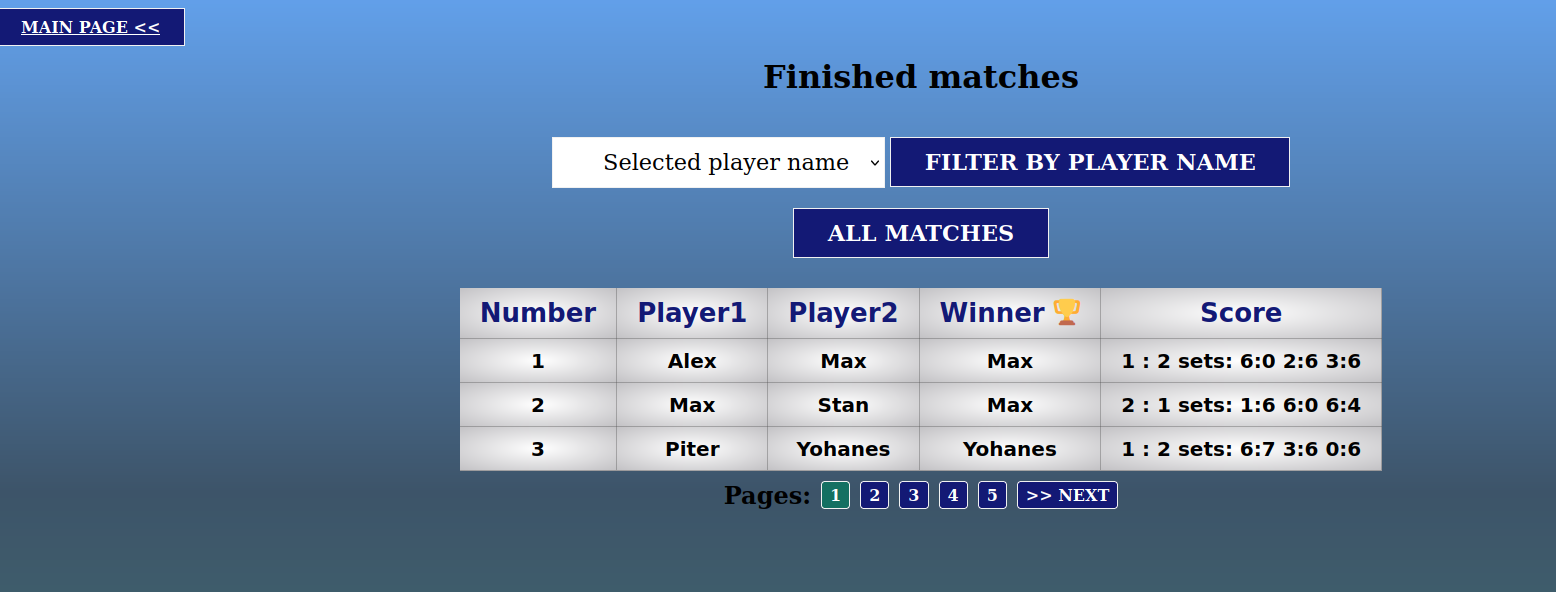 MAIN PAGE <<
Finished matches
Selected player name FILTER BY PLAYER NAME
ALL MATCHES
Number Player1 Player2 Winner 🏆 Score
1 Alex Max Max 1 : 2 sets: 6:0 2:6 3:6
2 Max Stan Max 2 : 1 sets: 1:6 6:0 6:4
3 Piter Yohanes Yohanes 1 : 2 sets: 6:7 3:6 0:6
Pages: 1 2 3 4 5 >> NEXT